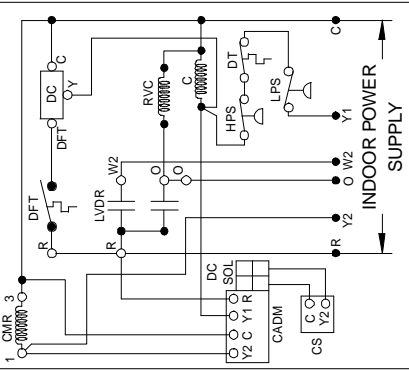 CMR
1
3
R
DFT
DFT
DC
C
Y
R
LVDR
W2
O
O
RVC
C
HPS
DT
LPS
Y2 C Y1 R
CADM
DC
SOL
C
Y2
CS
R
Y2
O
W2
Y1
C
INDOOR POWER
SUPPLY